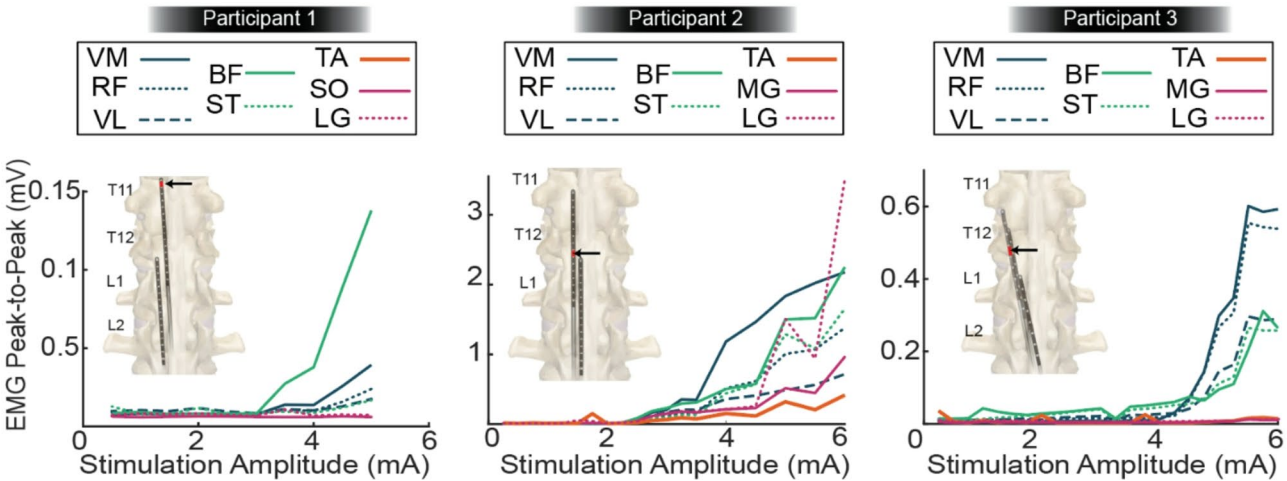 Participant 1
VM
RF
VL
BF
ST
TA
SO
LG
Participant 2
VM
RF
VL
BF
ST
TA
MG
LG
Participant 3
VM
RF
VL
BF
ST
TA
MG
LG
EMG Peak-to-Peak (mV)
0.15
0.1
0.5
T11
T12
L1
L2
0 2 4 6
Stimulation Amplitude (mA)
3
2
1
T11
T12
L1
L2
0 2 4 6
Stimulation Amplitude (mA)
0.6
0.4
0.2
T11
T12
L1
L2
0 2 4 6
Stimulation Amplitude (mA)